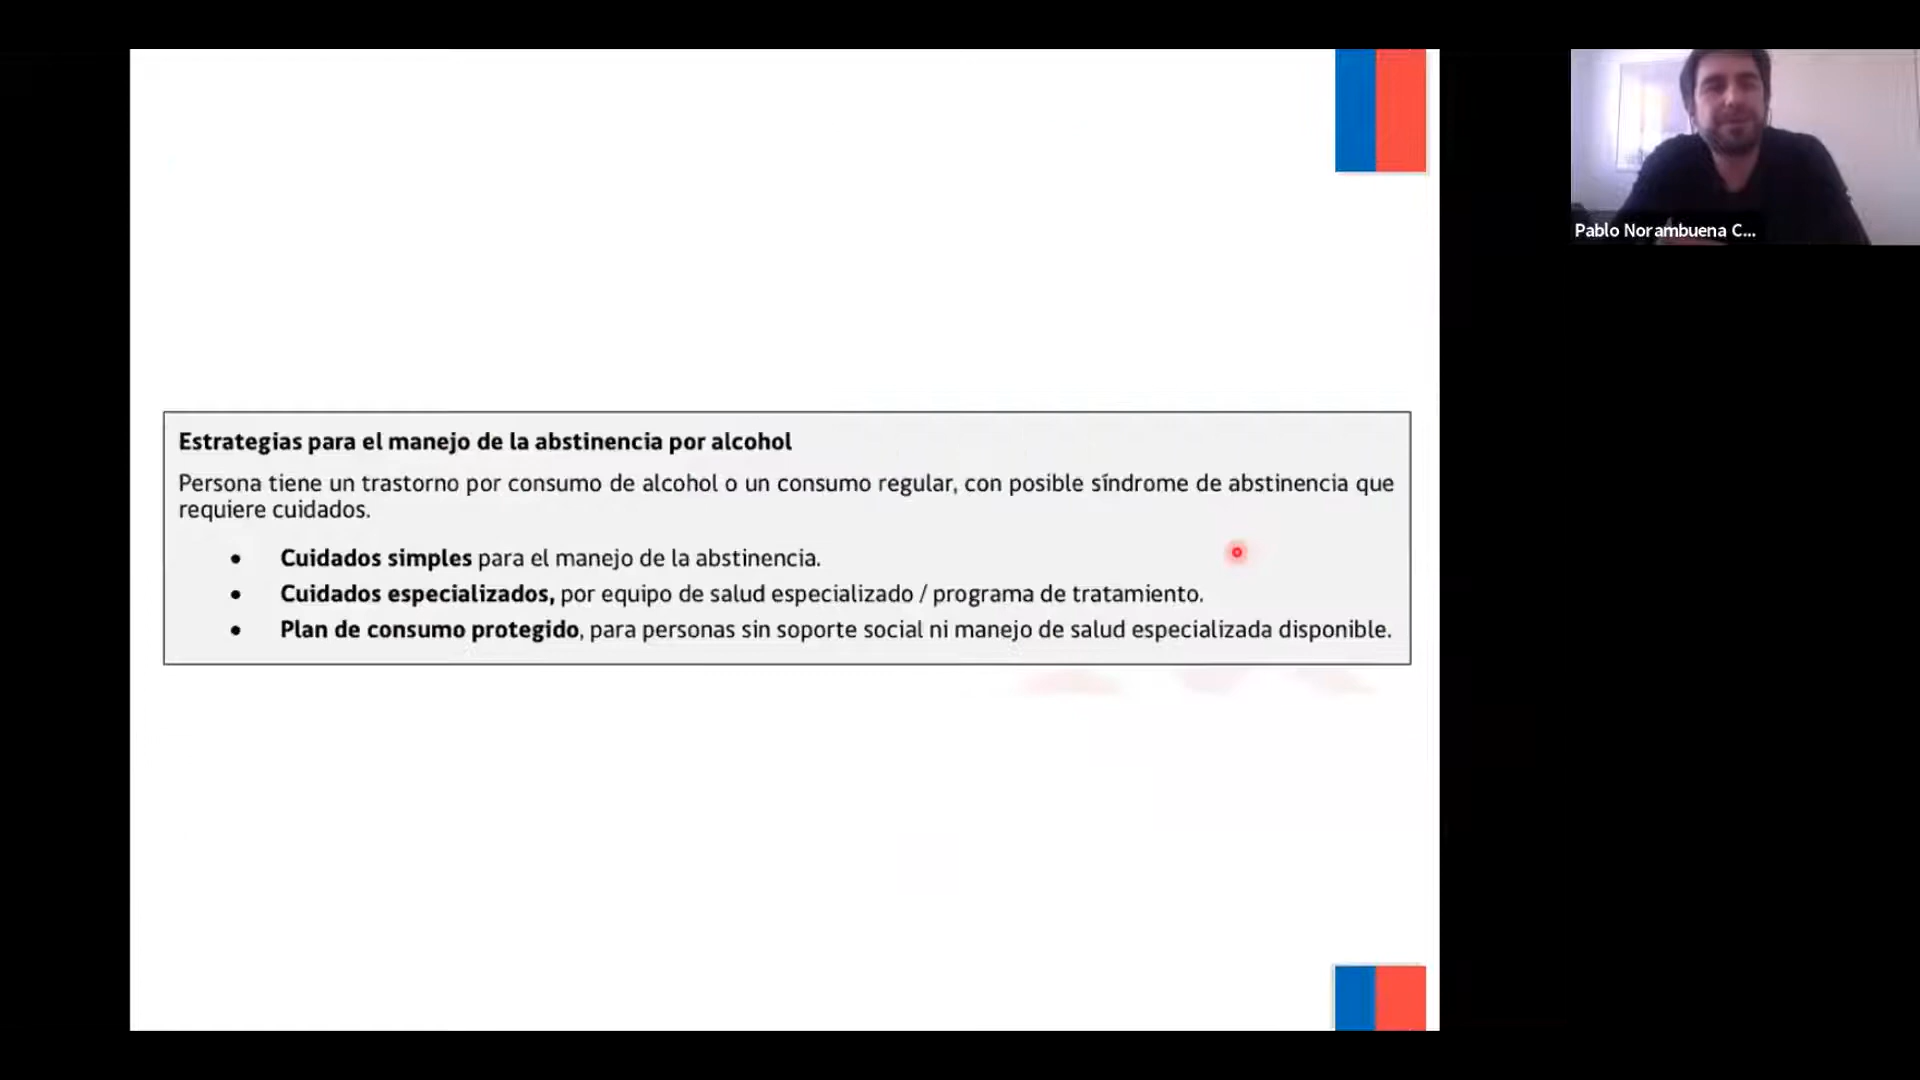 Estrategias para el manejo de la abstinencia por alcohol
Persona tiene un trastorno por consumo de alcohol o un consumo regular, con posible síndrome de abstinencia que
requiere cuidados.
• Cuidados simples para el manejo de la abstinencia.
• Cuidados especializados, por equipo de salud especializado / programa de tratamiento.
• Plan de consumo protegido, para personas sin soporte social ni manejo de salud especializada disponible.
Pablo Norambuena C...